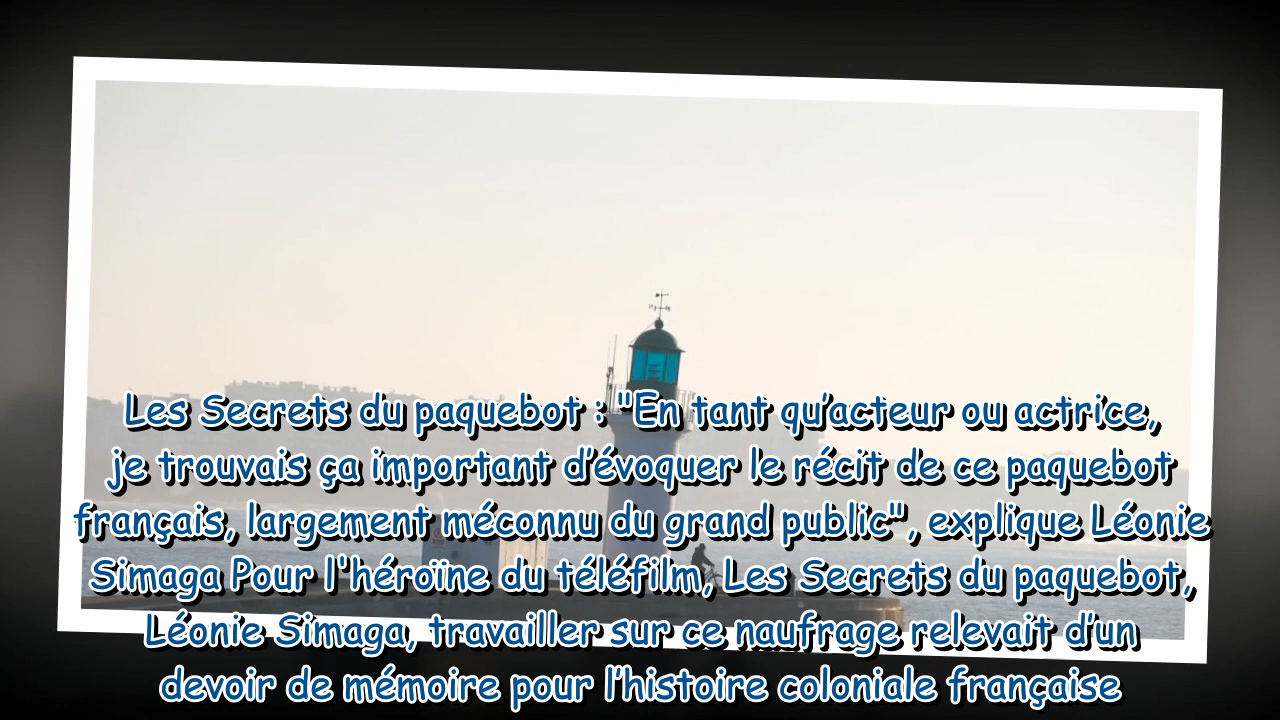 Les Secrets du paquebot : "En tant qu’acteur ou actrice,
je trouvais ça important d’évoquer le récit de ce paquebot
français, largement méconnu du grand public", explique Léonie
Simaga Pour l'héroïne du téléfilm, Les Secrets du paquebot,
Léonie Simaga, travailler sur ce naufrage relevait d’un
devoir de mémoire pour l’histoire coloniale française